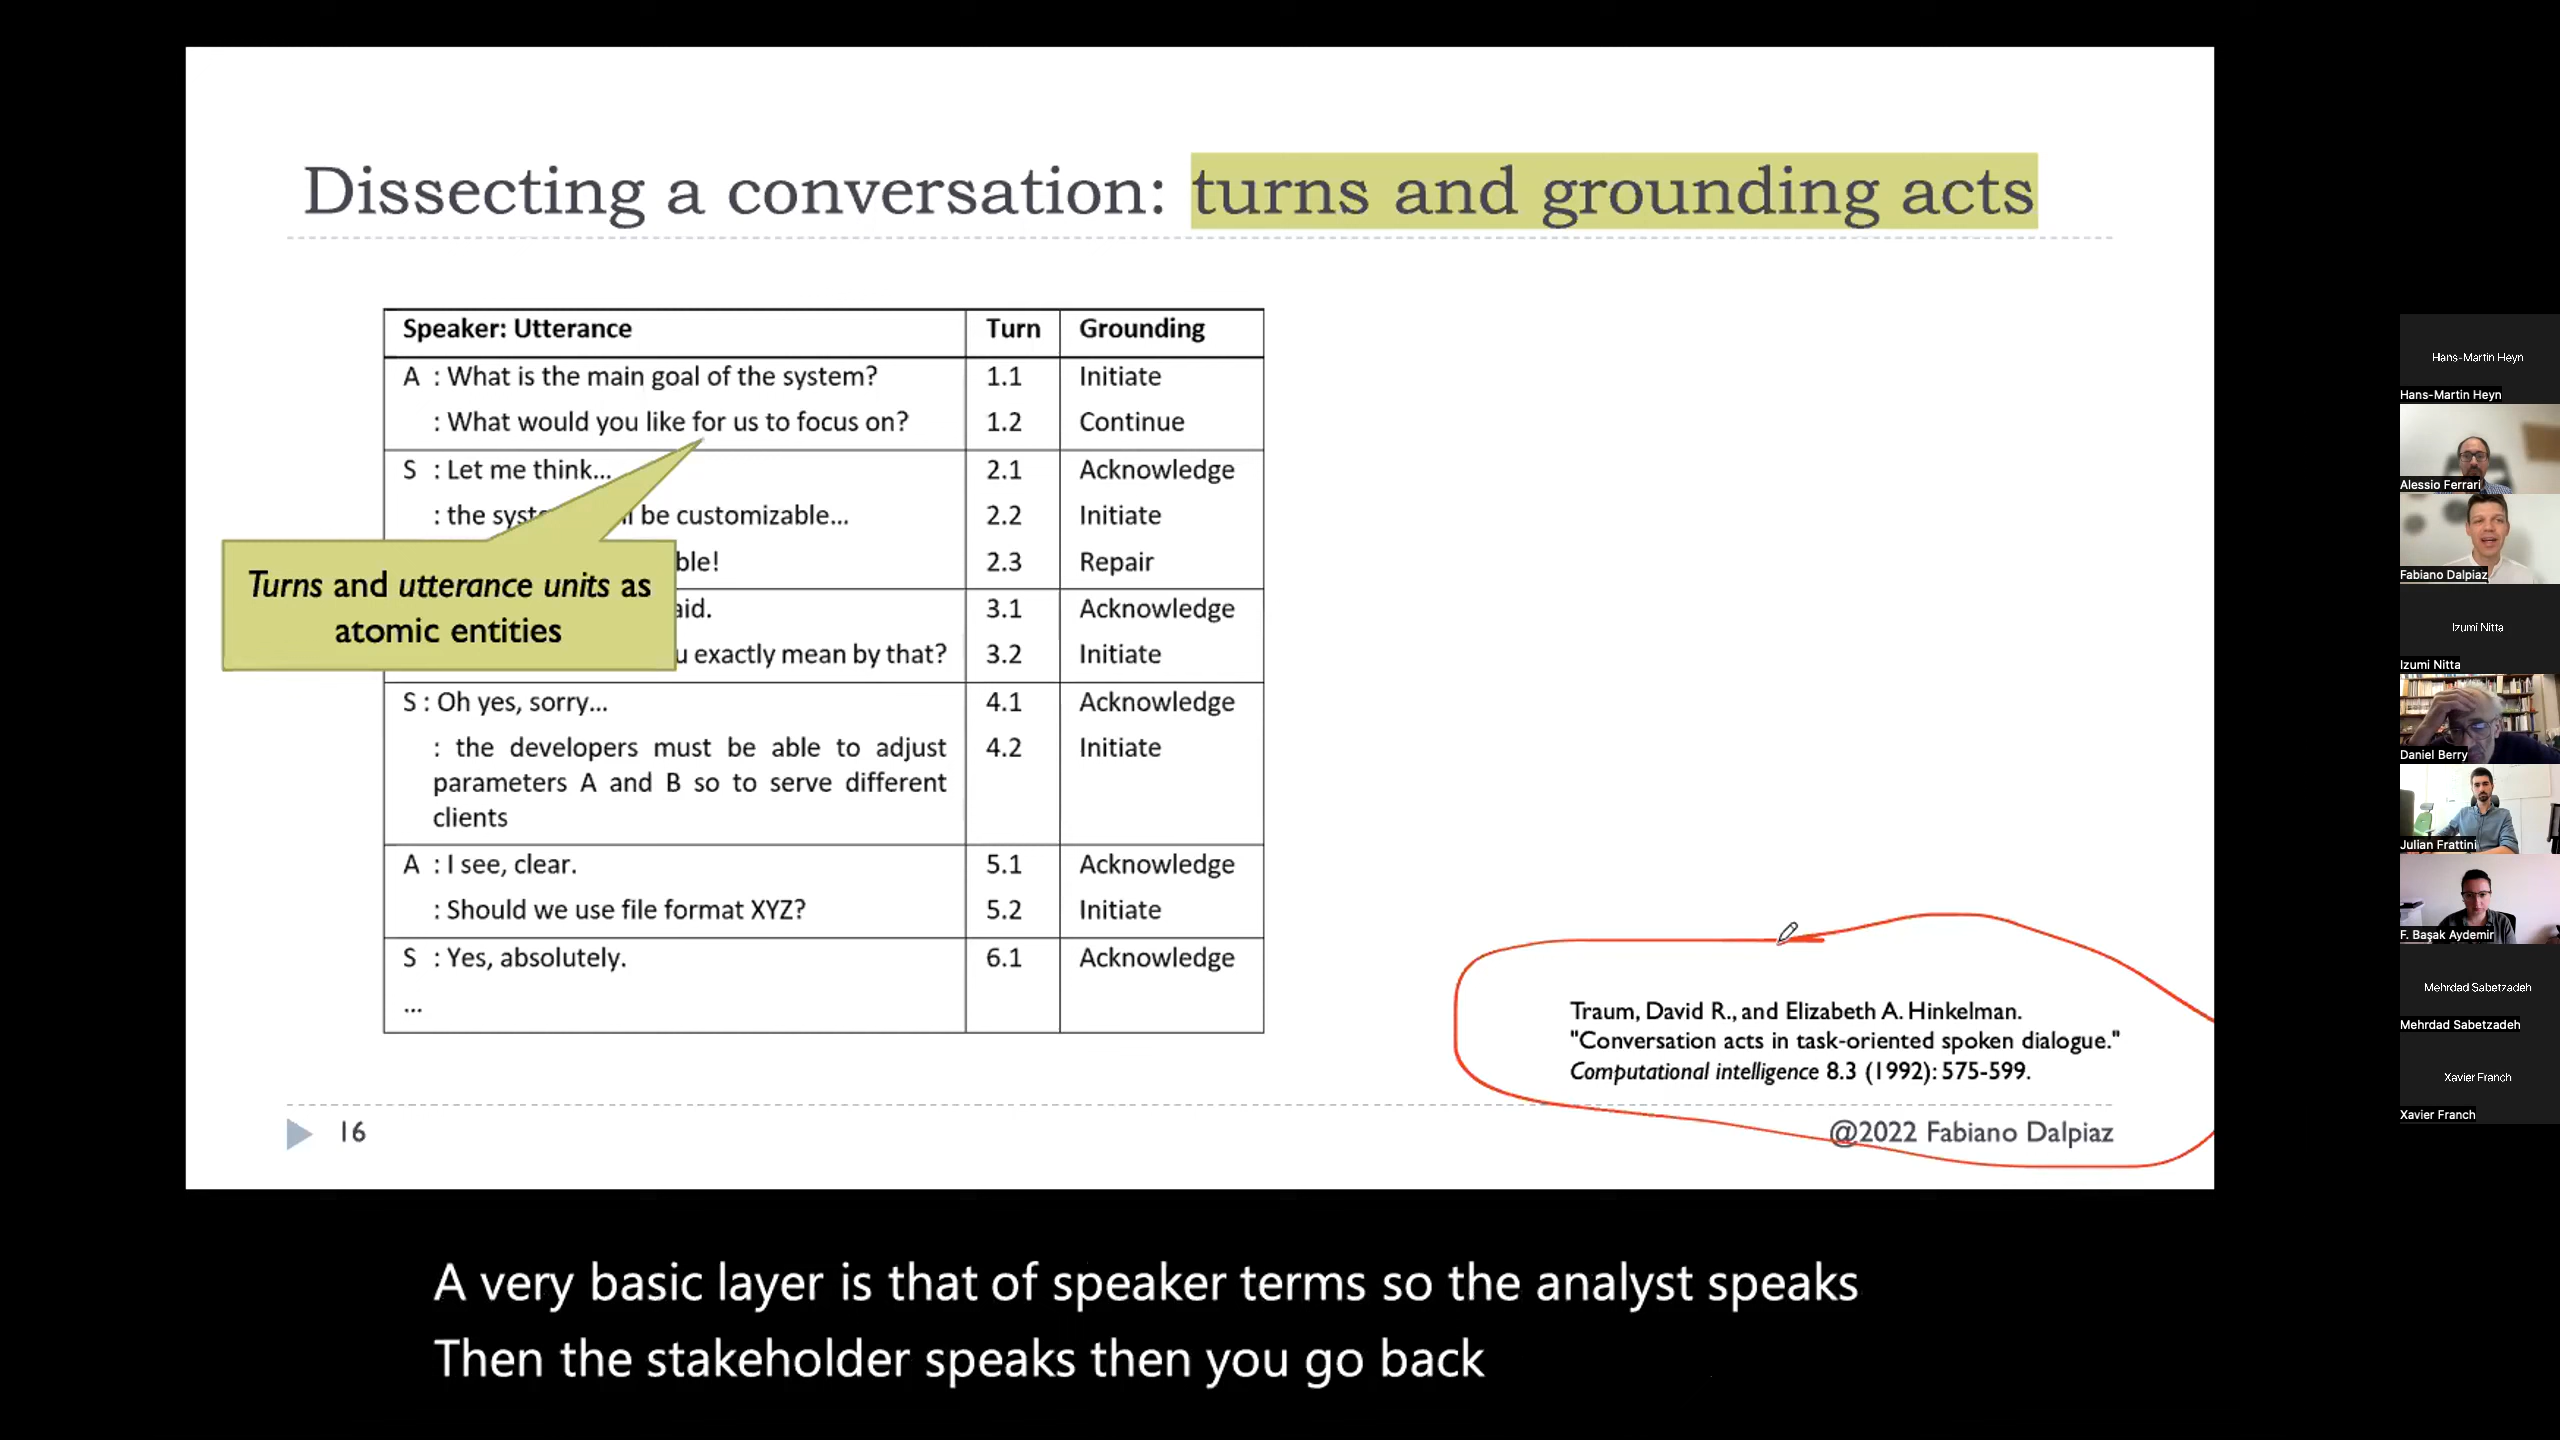 Dissecting a conversation: turns and grounding acts
Speaker: Utterance Turn Grounding
A : What is the main goal of the system? 1.1 Initiate
: What would you like for us to focus on? 1.2 Continue
S : Let me think... 2.1 Acknowledge
: the be customizable... 2.2 Initiate
ble! 2.3 Repair
aid. 3.1 Acknowledge
u exactly mean by that? 3.2 Initiate
Turns and utterance units as
atomic entities
S : Oh yes, sorry... 4.1 Acknowledge
: the developers must be able to adjust 4.2 Initiate
parameters A and B so to serve different
clients
A : I see, clear. 5.1 Acknowledge
: Should we use file format XYZ? 5.2 Initiate
S : Yes, absolutely. 6.1 Acknowledge
...
Traum, David R., and Elizabeth A. Hinkelman.
"Conversation acts in task-oriented spoken dialogue."
Computational intelligence 8.3 (1992): 575-599.
16
@2022 Fabiano Dalpiaz
Hans-Martin Heyn
Hans-Martin Heyn
Alessio Ferrari
Fabiano Dalpiaz
Izumi Nitta
Izumi Nitta
Daniel Berry
Julian Frattini
F. Başak Aydemir
Mehrdad Sabetzadeh
Mehrdad Sabetzadeh
Xavier Franch
Xavier Franch
A very basic layer is that of speaker terms so the analyst speaks
Then the stakeholder speaks then you go back